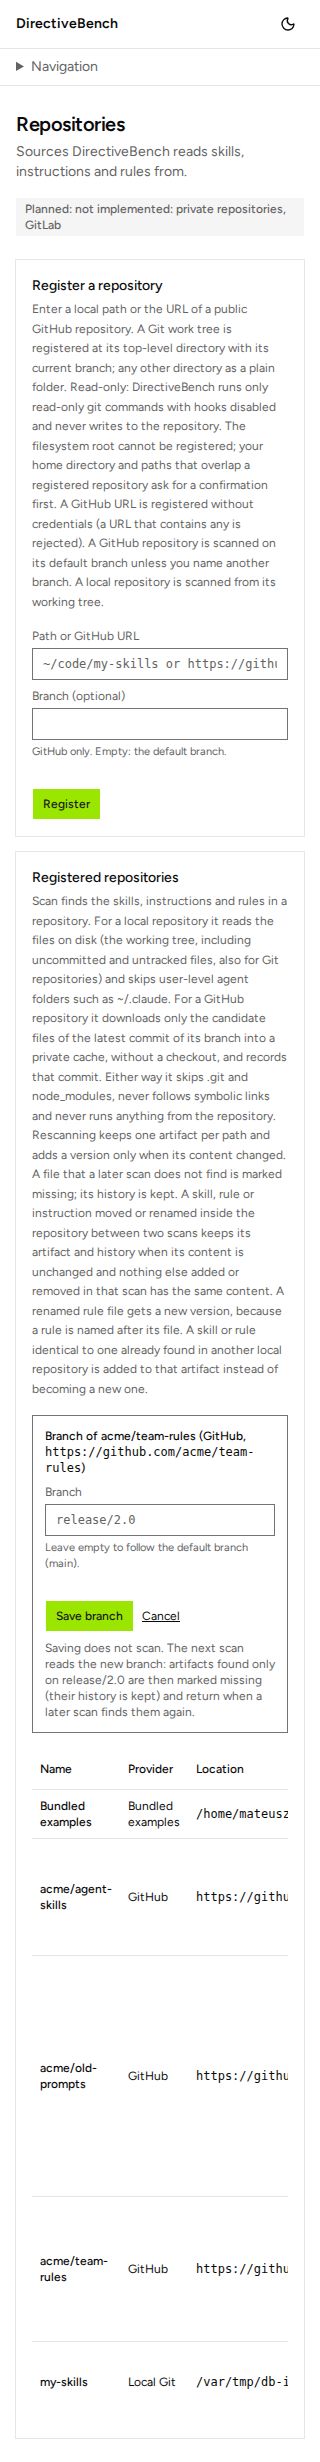 DirectiveBench
Navigation
Repositories
Sources DirectiveBench reads skills,
instructions and rules from.
Planned: not implemented: private repositories,
GitLab
Register a repository
Enter a local path or the URL of a public
GitHub repository. A Git work tree is
registered at its top-level directory with its
current branch; any other directory as a plain
folder. Read-only: DirectiveBench runs only
read-only git commands with hooks disabled
and never writes to the repository. The
filesystem root cannot be registered; your
home directory and paths that overlap a
registered repository ask for a confirmation
first. A GitHub URL is registered without
credentials (a URL that contains any is
rejected). A GitHub repository is scanned on
its default branch unless you name another
branch. A local repository is scanned from its
working tree.
Path or GitHub URL
~/code/my-skills or https://githu
Branch (optional)
GitHub only. Empty: the default branch.
Register
Registered repositories
Scan finds the skills, instructions and rules in a
repository. For a local repository it reads the
files on disk (the working tree, including
uncommitted and untracked files, also for Git
repositories) and skips user-level agent
folders such as ~/.claude. For a GitHub
repository it downloads only the candidate
files of the latest commit of its branch into a
private cache, without a checkout, and records
that commit. Either way it skips .git and
node_modules, never follows symbolic links
and never runs anything from the repository.
Rescanning keeps one artifact per path and
adds a version only when its content changed.
A file that a later scan does not find is marked
missing; its history is kept. A skill, rule or
instruction moved or renamed inside the
repository between two scans keeps its
artifact and history when its content is
unchanged and nothing else added or
removed in that scan has the same content. A
renamed rule file gets a new version, because
a rule is named after its file. A skill or rule
identical to one already found in another local
repository is added to that artifact instead of
becoming a new one.
Branch of acme/team-rules (GitHub,
https://github.com/acme/team-
rules)
Branch
release/2.0
Leave empty to follow the default branch
(main).
Save branch Cancel
Saving does not scan. The next scan
reads the new branch: artifacts found only
on release/2.0 are then marked missing
(their history is kept) and return when a
later scan finds them again.
Name Provider Location
Bundled
examples
Bundled
examples
/home/mateusz
acme/agent-
skills
GitHub
https://githu
acme/old-
prompts
GitHub
https://githu
acme/team-
rules
GitHub
https://githu
my-skills Local Git /var/tmp/db-i